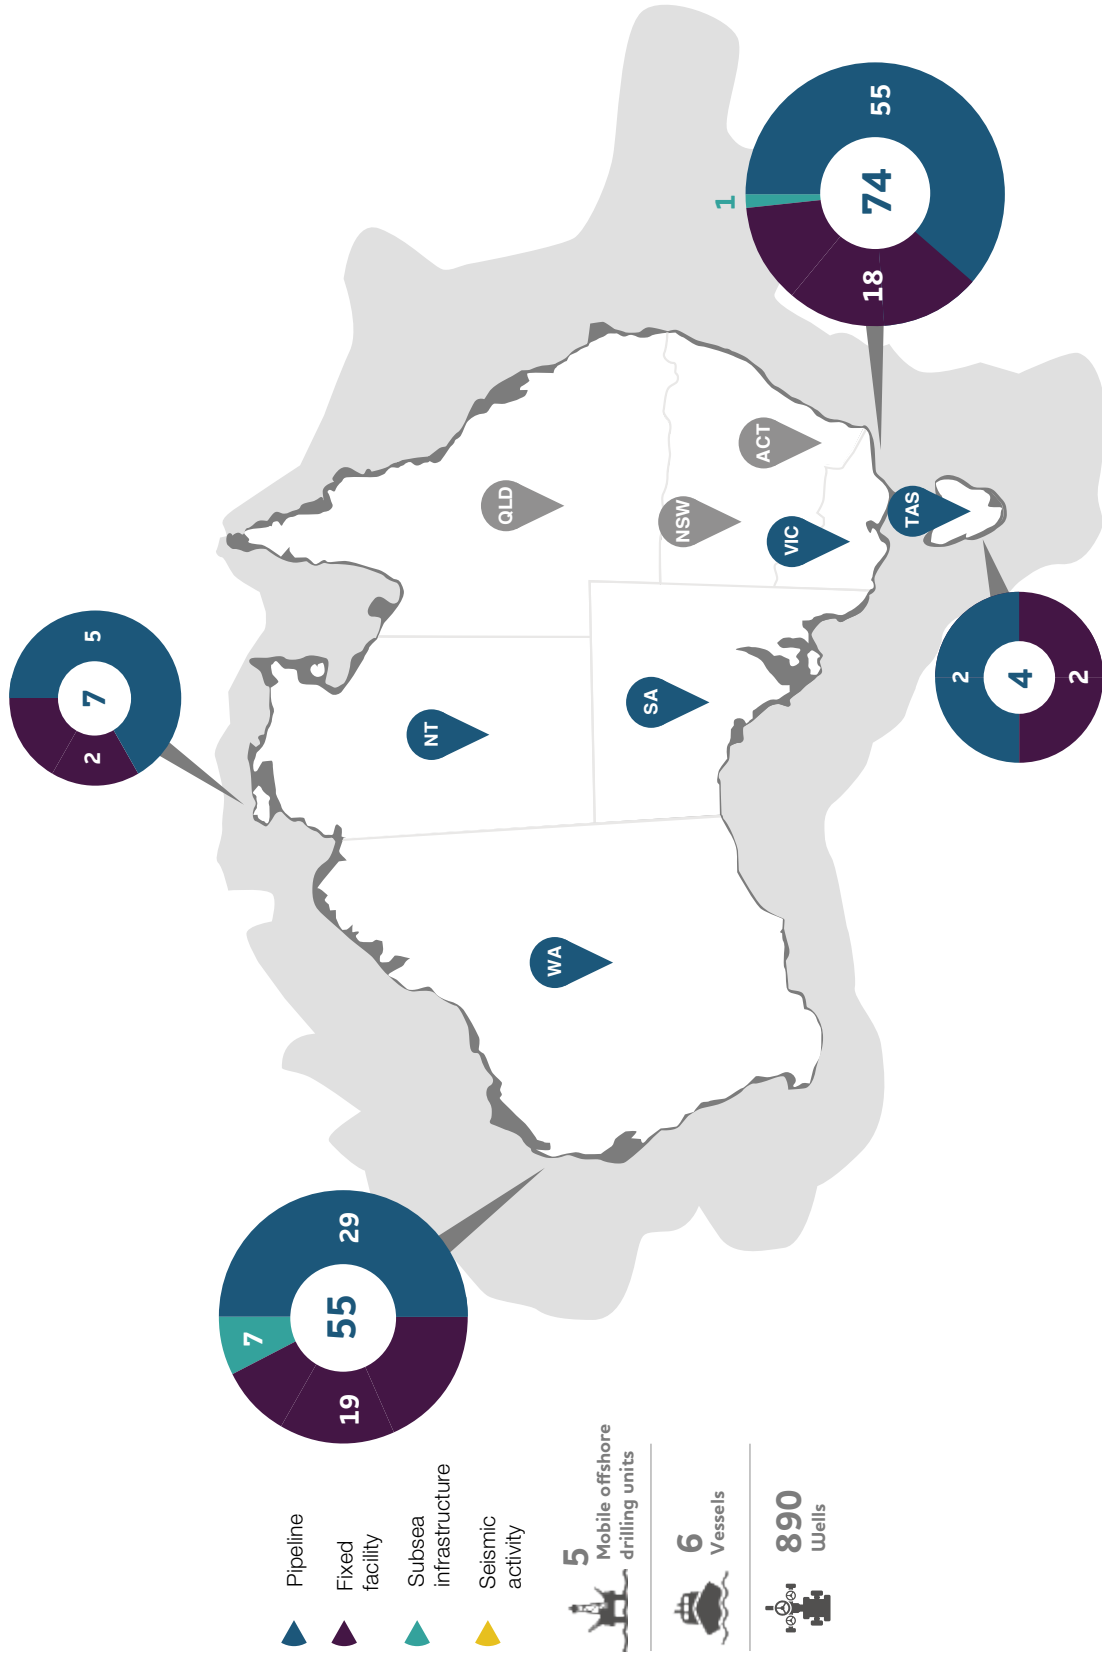 Pipeline
Fixed
facility
Subsea
infrastructure
Seismic
activity
5
Mobile offshore
drilling units
6
Vessels
890
Wells
55
29
19
7
7
5
2
74
55
18
1
4
2
2
WA
NT
SA
QLD
NSW
ACT
VIC
TAS